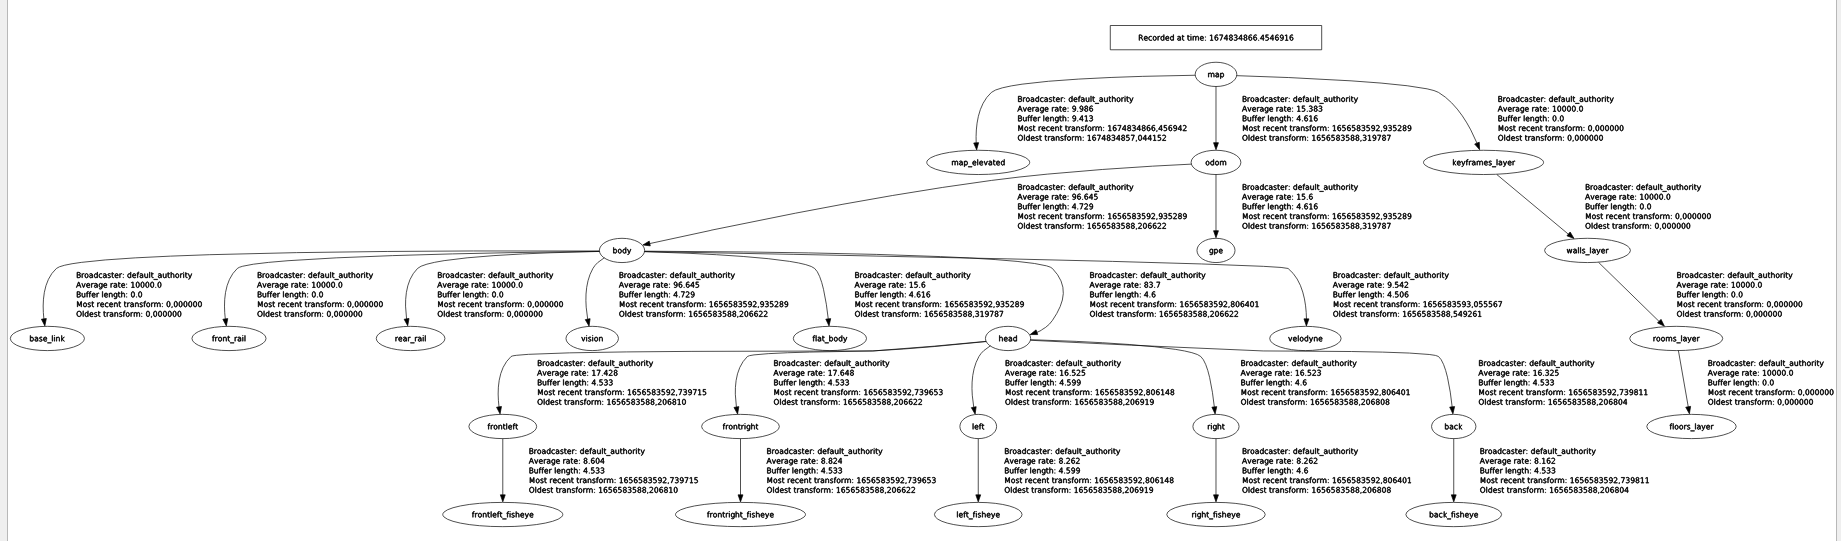 Recorded at time: 1674834866.4546916
map
Broadcaster: default_authority
Average rate: 9.986
Buffer length: 9.413
Most recent transform: 1674834866,456942
Oldest transform: 1674834857,044152
Broadcaster: default_authority
Average rate: 15.383
Buffer length: 4.616
Most recent transform: 1656583592,935289
Oldest transform: 1656583588,319787
Broadcaster: default_authority
Average rate: 10000.0
Buffer length: 0.0
Most recent transform: 0,000000
Oldest transform: 0,000000
map_elevated
odom
keyframes_layer
Broadcaster: default_authority
Average rate: 96.645
Buffer length: 4.729
Most recent transform: 1656583592,935289
Oldest transform: 1656583588,206622
Broadcaster: default_authority
Average rate: 15.6
Buffer length: 4.616
Most recent transform: 1656583592,935289
Oldest transform: 1656583588,319787
Broadcaster: default_authority
Average rate: 10000.0
Buffer length: 0.0
Most recent transform: 0,000000
Oldest transform: 0,000000
body
gpe
walls_layer
Broadcaster: default_authority
Average rate: 10000.0
Buffer length: 0.0
Most recent transform: 0,000000
Oldest transform: 0,000000
Broadcaster: default_authority
Average rate: 10000.0
Buffer length: 0.0
Most recent transform: 0,000000
Oldest transform: 0,000000
Broadcaster: default_authority
Average rate: 10000.0
Buffer length: 0.0
Most recent transform: 0,000000
Oldest transform: 0,000000
Broadcaster: default_authority
Average rate: 96.645
Buffer length: 4.729
Most recent transform: 1656583592,935289
Oldest transform: 1656583588,206622
Broadcaster: default_authority
Average rate: 15.6
Buffer length: 4.616
Most recent transform: 1656583592,935289
Oldest transform: 1656583588,319787
Broadcaster: default_authority
Average rate: 83.7
Buffer length: 4.6
Most recent transform: 1656583592,806401
Oldest transform: 1656583588,206622
Broadcaster: default_authority
Average rate: 9.542
Buffer length: 4.506
Most recent transform: 1656583593,055567
Oldest transform: 1656583588,549261
Broadcaster: default_authority
Average rate: 10000.0
Buffer length: 0.0
Most recent transform: 0,000000
Oldest transform: 0,000000
base_link
front_rail
rear_rail
vision
flat_body
head
velodyne
rooms_layer
Broadcaster: default_authority
Average rate: 17.428
Buffer length: 4.533
Most recent transform: 1656583592,739715
Oldest transform: 1656583588,206810
Broadcaster: default_authority
Average rate: 17.648
Buffer length: 4.533
Most recent transform: 1656583592,739653
Oldest transform: 1656583588,206622
Broadcaster: default_authority
Average rate: 16.525
Buffer length: 4.599
Most recent transform: 1656583592,806148
Oldest transform: 1656583588,206919
Broadcaster: default_authority
Average rate: 16.523
Buffer length: 4.6
Most recent transform: 1656583592,806401
Oldest transform: 1656583588,206808
Broadcaster: default_authority
Average rate: 16.325
Buffer length: 4.533
Most recent transform: 1656583592,739811
Oldest transform: 1656583588,206804
Broadcaster: default_authority
Average rate: 10000.0
Buffer length: 0.0
Most recent transform: 0,000000
Oldest transform: 0,000000
frontleft
frontright
left
right
back
floors_layer
Broadcaster: default_authority
Average rate: 8.604
Buffer length: 4.533
Most recent transform: 1656583592,739715
Oldest transform: 1656583588,206810
Broadcaster: default_authority
Average rate: 8.824
Buffer length: 4.533
Most recent transform: 1656583592,739653
Oldest transform: 1656583588,206622
Broadcaster: default_authority
Average rate: 8.262
Buffer length: 4.599
Most recent transform: 1656583592,806148
Oldest transform: 1656583588,206919
Broadcaster: default_authority
Average rate: 8.262
Buffer length: 4.6
Most recent transform: 1656583592,806401
Oldest transform: 1656583588,206808
Broadcaster: default_authority
Average rate: 8.162
Buffer length: 4.533
Most recent transform: 1656583592,739811
Oldest transform: 1656583588,206804
frontleft_fisheye
frontright_fisheye
left_fisheye
right_fisheye
back_fisheye